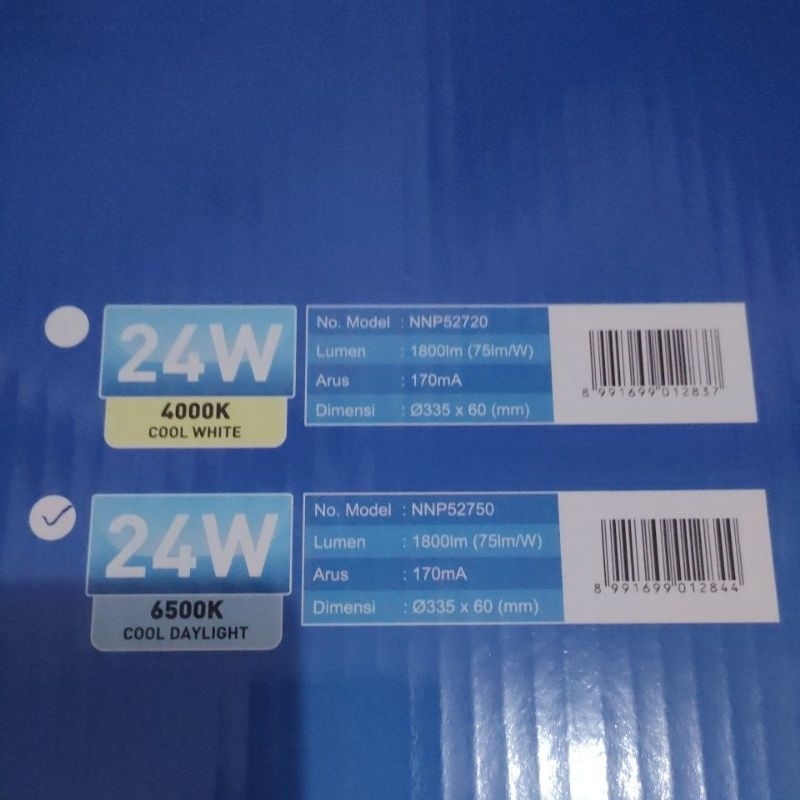 24W
4000K
COOL WHITE
No. Model : NNP52720
Lumen : 1800lm (75lm/W)
Arus : 170mA
Dimensi : Ø335 x 60 (mm)
8 991699 012837
24W
6500K
COOL DAYLIGHT
No. Model : NNP52750
Lumen : 1800lm (75lm/W)
Arus : 170mA
Dimensi : Ø335 x 60 (mm)
8 991699 012844